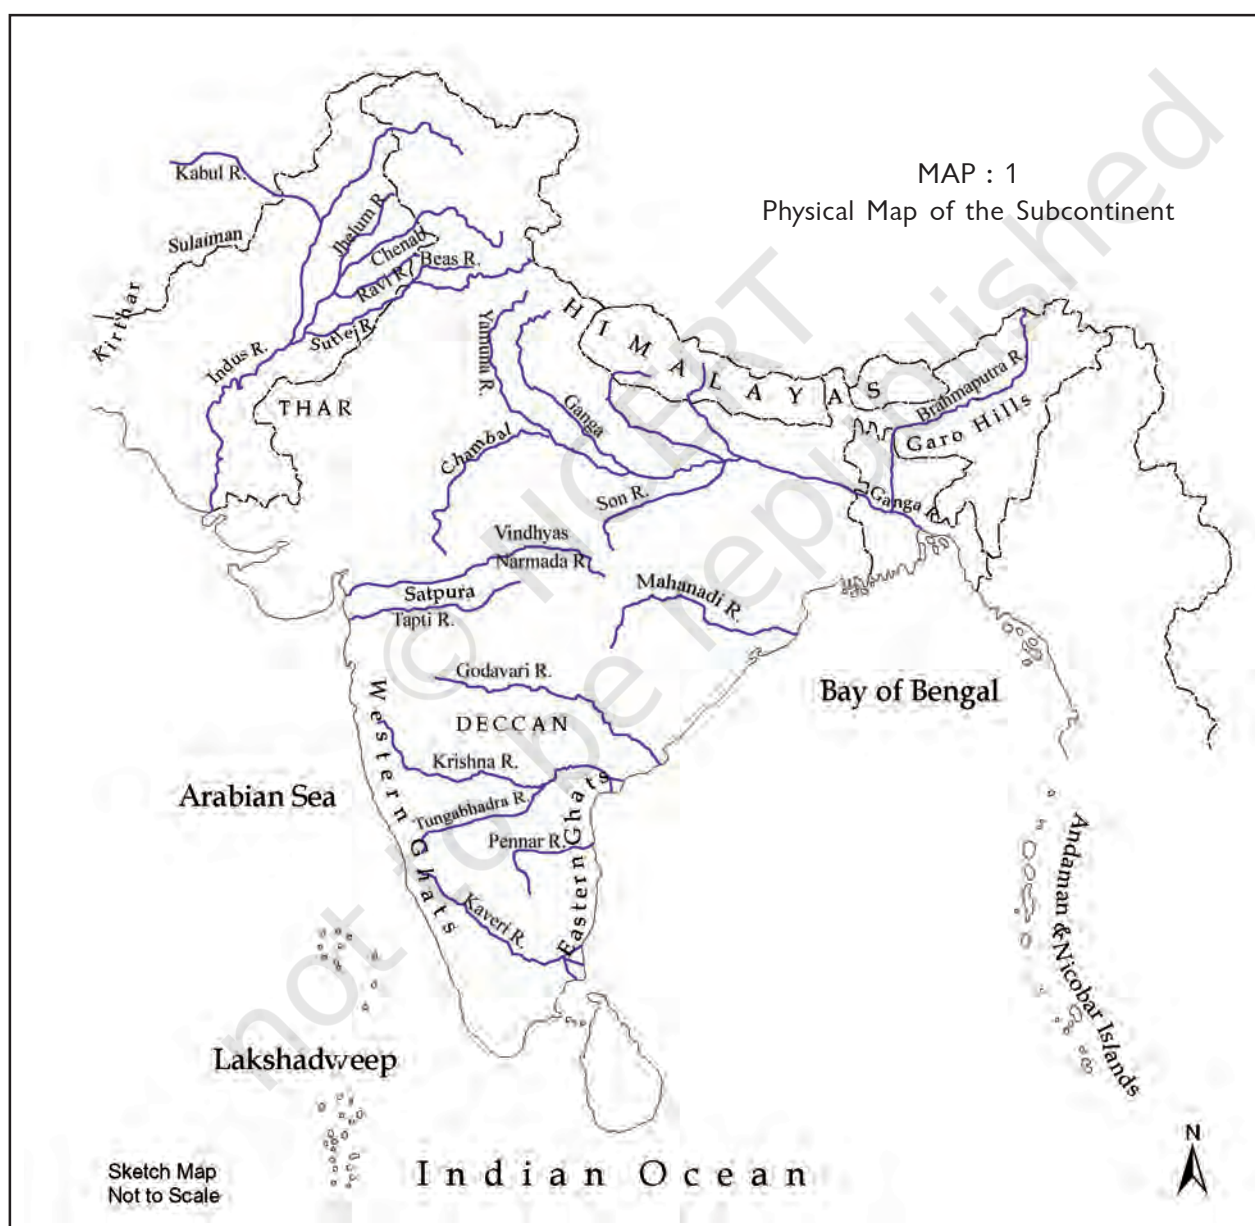 MAP : 1
Physical Map of the Subcontinent
Kabul R.
Sulaiman
Kirthar
Jhelum R.
Chenab
Ravi R.
Beas R.
Sutlej R.
Indus R.
THAR
HIMALAYAS
Yamuna R.
Ganga
Chambal
Son R.
Brahmaputra R.
Garo Hills
Ganga R.
Vindhyas
Narmada R.
Satpura
Tapti R.
Mahanadi R.
Godavari R.
DECCAN
Western Ghats
Krishna R.
Tungabhadra R.
Pennar R.
Eastern Ghats
Kaveri R.
Bay of Bengal
Arabian Sea
Andaman & Nicobar Islands
Lakshadweep
Indian Ocean
Sketch Map
Not to Scale
N
© NCERT
not to be republished